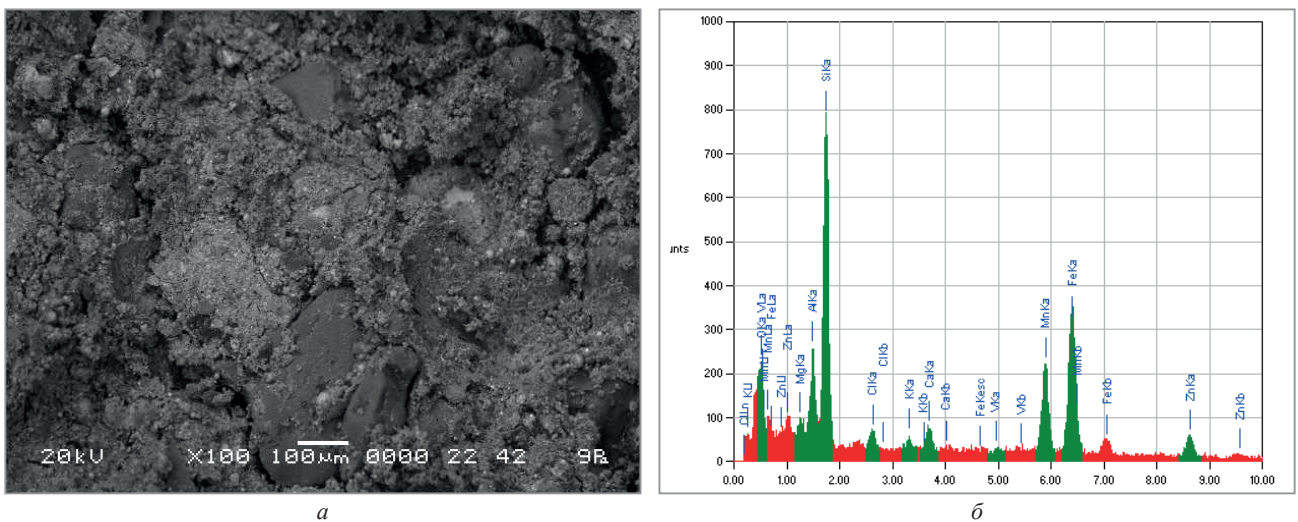 20kV X100 100μm 0000 22 42
1000
900
800
700
600
500
400
300
200
100
0
unts
0.00 1.00 2.00 3.00 4.00 5.00 6.00 7.00 8.00 9.00 10.00
KLl
OKa
VLa
MnLa
FeLa
ZnLl
ZnLa
MgKa
AlKa
SiKa
ClKa
ClKb
KKa
KKb
CaKa
CaKb
FeKesc
VKa
VKb
MnKa
FeKa
MnKb
FeKb
ZnKa
ZnKb
а
б